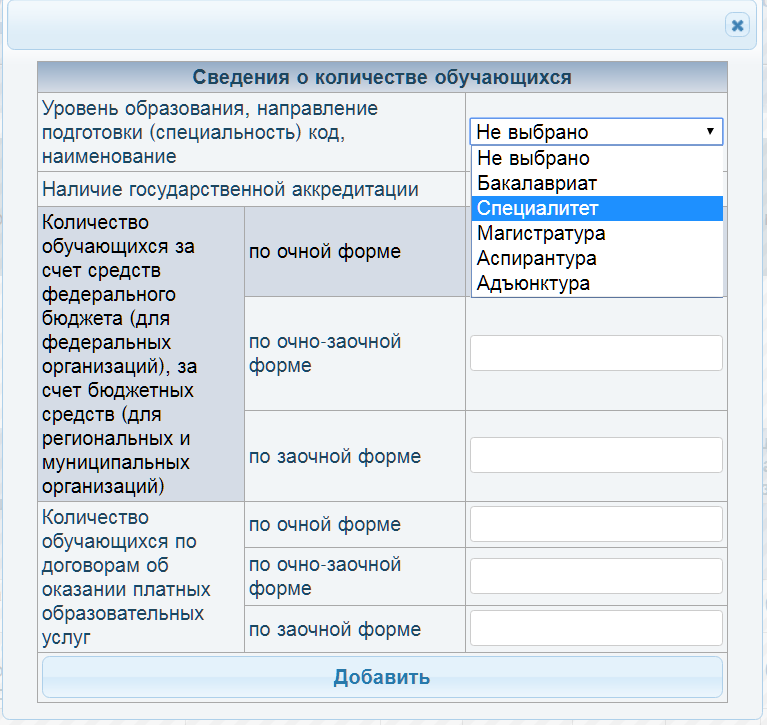 Сведения о количестве обучающихся
Уровень образования, направление
подготовки (специальность) код,
наименование
Не выбрано
Не выбрано
Бакалавриат
Специалитет
Магистратура
Аспирантура
Адъюнктура
Наличие государственной аккредитации
Количество
обучающихся за
счет средств
федерального
бюджета (для
федеральных
организаций), за
счет бюджетных
средств (для
региональных и
муниципальных
организаций)
по очной форме
по очно-заочной
форме
по заочной форме
Количество
обучающихся по
договорам об
оказании платных
образовательных
услуг
по очной форме
по очно-заочной
форме
по заочной форме
Добавить